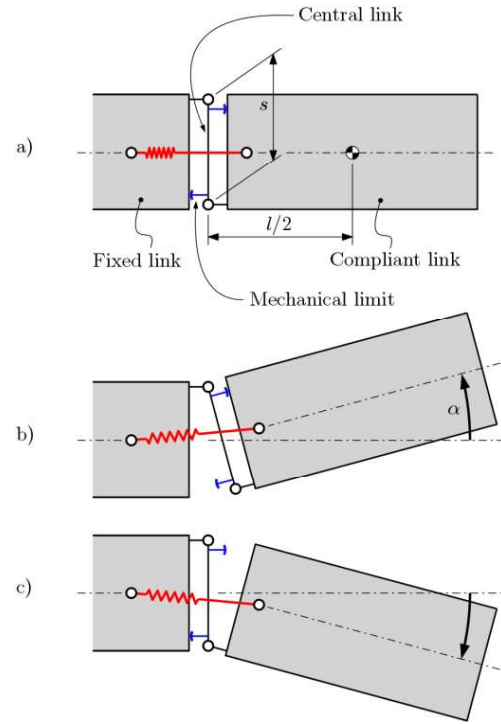 Central link
s
a)
l/2
Fixed link
Compliant link
Mechanical limit
b)
α
c)
α